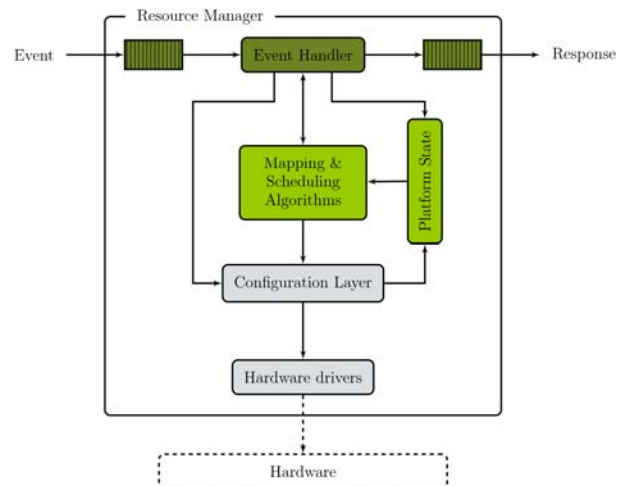 Resource Manager
Event
Event Handler
Response
Mapping &
Scheduling
Algorithms
Platform State
Configuration Layer
Hardware drivers
Hardware